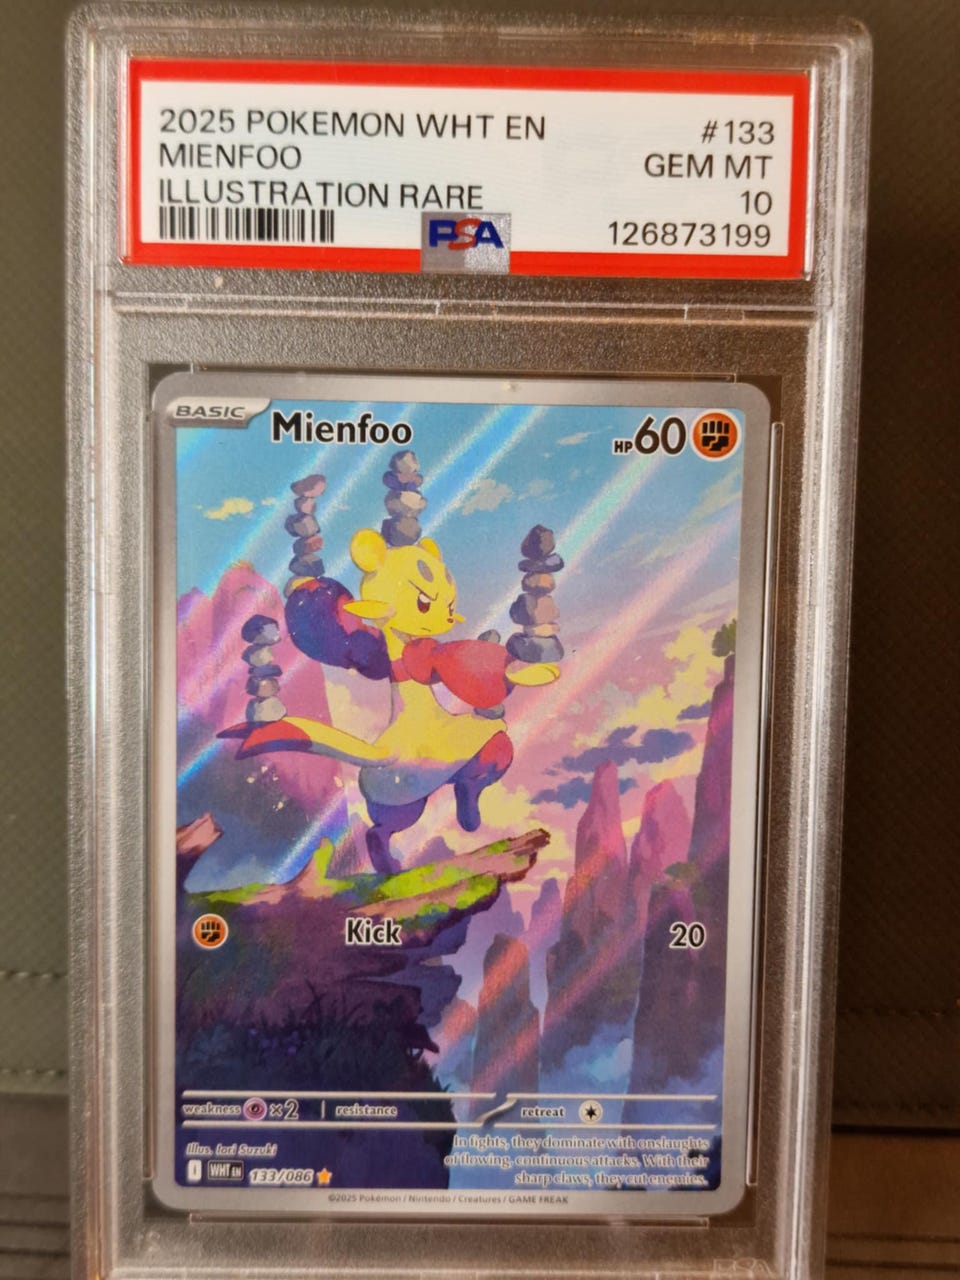 2025 POKEMON WHT EN #133
MIENFOO GEM MT
ILLUSTRATION RARE 10
PSA 126873199
BASIC Mienfoo HP60
Kick 20
weakness ×2 resistance retreat
Illus. Iori Suzuki
In fights, they dominate with onslaughts
of flowing, continuous attacks. With their
sharp claws, they cut enemies.
I WHT EN 133/086
©2025 Pokémon / Nintendo / Creatures / GAME FREAK
PSA